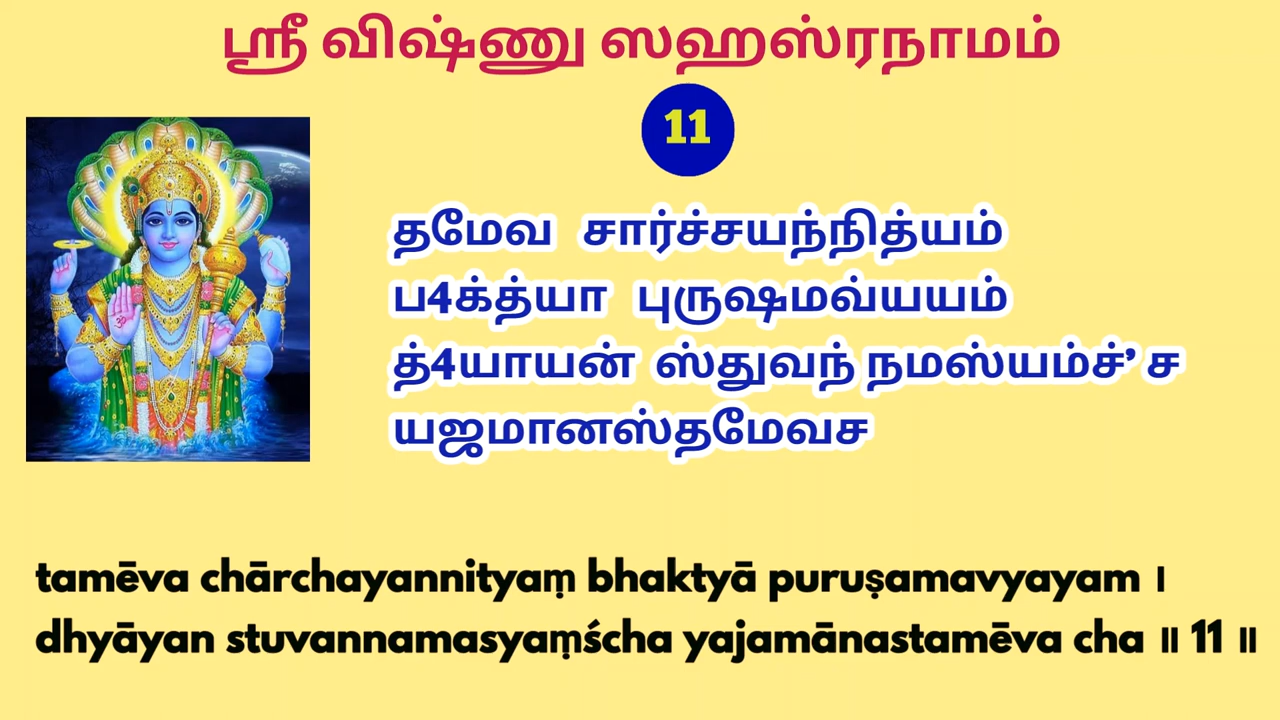 ஸ்ரீ விஷ்ணு ஸஹஸ்ரநாமம்
11
தமேவ சார்ச்சயந்நித்யம்
ப4க்த்யா புருஷமவ்யயம்
த்4யாயன் ஸ்துவந் நமஸ்யம்ச்’ ச
யஜமானஸ்தமேவச
tamēva chārchayannityaṃ bhaktyā puruṣamavyayam ।
dhyāyan stuvannamasyaṃścha yajamānastamēva cha ॥ 11 ॥